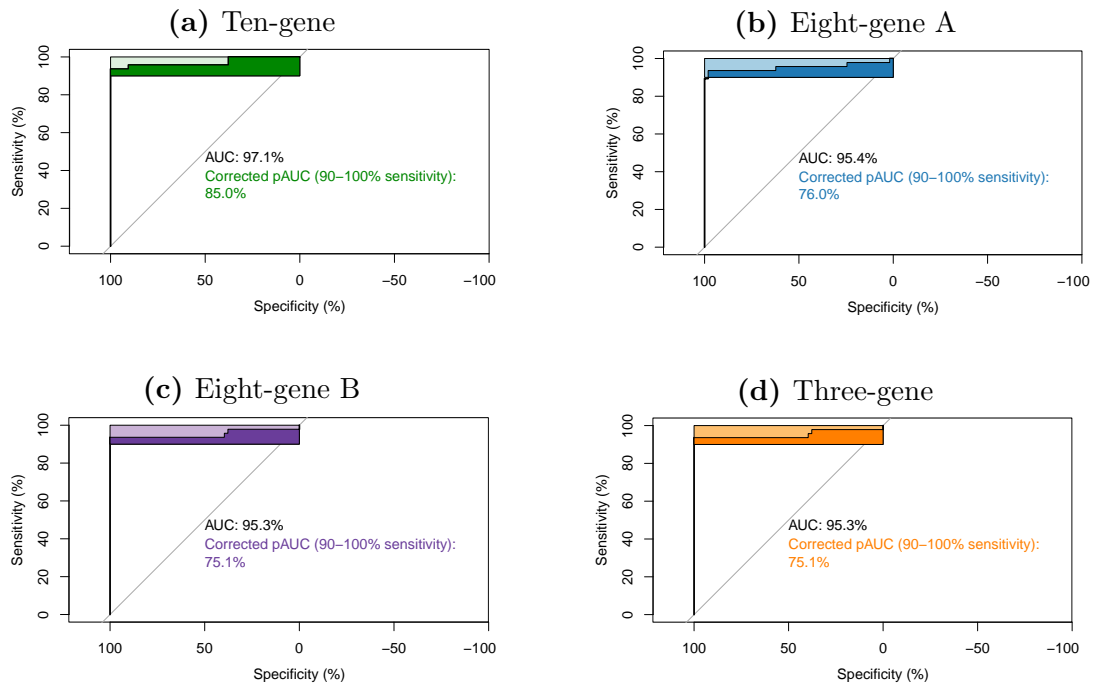 (a) Ten-gene
100
80
60
40
20
0
Sensitivity (%)
AUC: 97.1%
Corrected pAUC (90–100% sensitivity):
85.0%
100 50 0 −50 −100
Specificity (%)
(b) Eight-gene A
100
80
60
40
20
0
Sensitivity (%)
AUC: 95.4%
Corrected pAUC (90–100% sensitivity):
76.0%
100 50 0 −50 −100
Specificity (%)
(c) Eight-gene B
100
80
60
40
20
0
Sensitivity (%)
AUC: 95.3%
Corrected pAUC (90–100% sensitivity):
75.1%
100 50 0 −50 −100
Specificity (%)
(d) Three-gene
100
80
60
40
20
0
Sensitivity (%)
AUC: 95.3%
Corrected pAUC (90–100% sensitivity):
75.1%
100 50 0 −50 −100
Specificity (%)